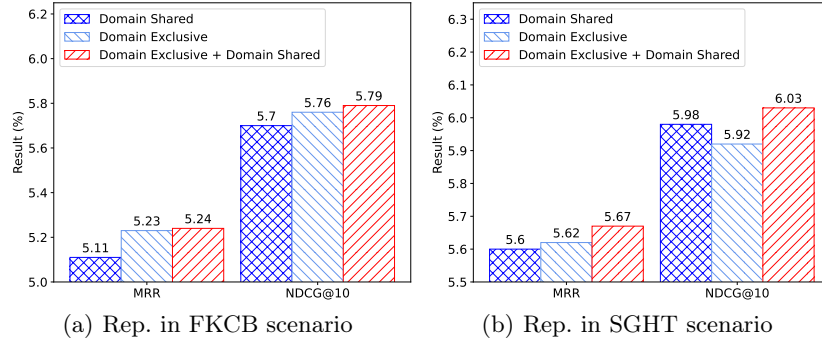 6.2
6.0
5.8
5.6
5.4
5.2
5.0
Result (%)
Domain Shared
Domain Exclusive
Domain Exclusive + Domain Shared
5.11
5.23
5.24
5.7
5.76
5.79
MRR
NDCG@10
(a) Rep. in FKCB scenario
6.3
6.2
6.1
6.0
5.9
5.8
5.7
5.6
5.5
Result (%)
Domain Shared
Domain Exclusive
Domain Exclusive + Domain Shared
5.6
5.62
5.67
5.98
5.92
6.03
MRR
NDCG@10
(b) Rep. in SGHT scenario